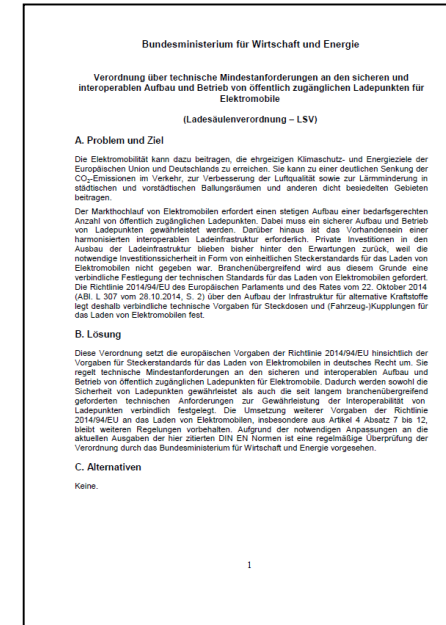 Bundesministerium für Wirtschaft und Energie
Verordnung über technische Mindestanforderungen an den sicheren und
interoperablen Aufbau und Betrieb von öffentlich zugänglichen Ladepunkten für
Elektromobile
(Ladesäulenverordnung – LSV)
A. Problem und Ziel
Die Elektromobilität kann dazu beitragen, die ehrgeizigen Klimaschutz- und Energieziele der
Europäischen Union und Deutschlands zu erreichen. Sie kann zu einer deutlichen Senkung der
CO₂-Emissionen im Verkehr, zur Verbesserung der Luftqualität sowie zur Lärmminderung in
städtischen und vorstädtischen Ballungsräumen und anderen dicht besiedelten Gebieten
beitragen.
Der Markthochlauf von Elektromobilen erfordert einen stetigen Aufbau einer bedarfsgerechten
Anzahl von öffentlich zugänglichen Ladepunkten. Dabei muss ein sicherer Aufbau und Betrieb
von Ladepunkten gewährleistet werden. Darüber hinaus ist das Vorhandensein einer
harmonisierten interoperablen Ladeinfrastruktur erforderlich. Private Investitionen in den
Ausbau der Ladeinfrastruktur blieben bisher hinter den Erwartungen zurück, weil die
notwendige Investitionssicherheit in Form von einheitlichen Steckerstandards für das Laden von
Elektromobilen nicht gegeben war. Branchenübergreifend wird aus diesem Grunde eine
verbindliche Festlegung der technischen Standards für das Laden von Elektromobilen gefordert.
Die Richtlinie 2014/94/EU des Europäischen Parlaments und des Rates vom 22. Oktober 2014
(ABl. L 307 vom 28.10.2014, S. 2) über den Aufbau der Infrastruktur für alternative Kraftstoffe
legt deshalb verbindliche technische Vorgaben für Steckdosen und (Fahrzeug-)Kupplungen für
das Laden von Elektromobilen fest.
B. Lösung
Diese Verordnung setzt die europäischen Vorgaben der Richtlinie 2014/94/EU hinsichtlich der
Vorgaben für Steckerstandards für das Laden von Elektromobilen in deutsches Recht um. Sie
regelt technische Mindestanforderungen an den sicheren und interoperablen Aufbau und
Betrieb von öffentlich zugänglichen Ladepunkten für Elektromobile. Dadurch werden sowohl die
Sicherheit von Ladepunkten gewährleistet als auch die seit langem branchenübergreifend
geforderten technischen Anforderungen zur Gewährleistung der Interoperabilität von
Ladepunkten verbindlich festgelegt. Die Umsetzung weiterer Vorgaben der Richtlinie
2014/94/EU an das Laden von Elektromobilen, insbesondere aus Artikel 4 Absatz 7 bis 12,
bleibt weiteren Regelungen vorbehalten. Aufgrund der notwendigen Anpassungen an die
aktuellen Ausgaben der hier zitierten DIN EN Normen ist eine regelmäßige Überprüfung der
Verordnung durch das Bundesministerium für Wirtschaft und Energie vorgesehen.
C. Alternativen
Keine.
1